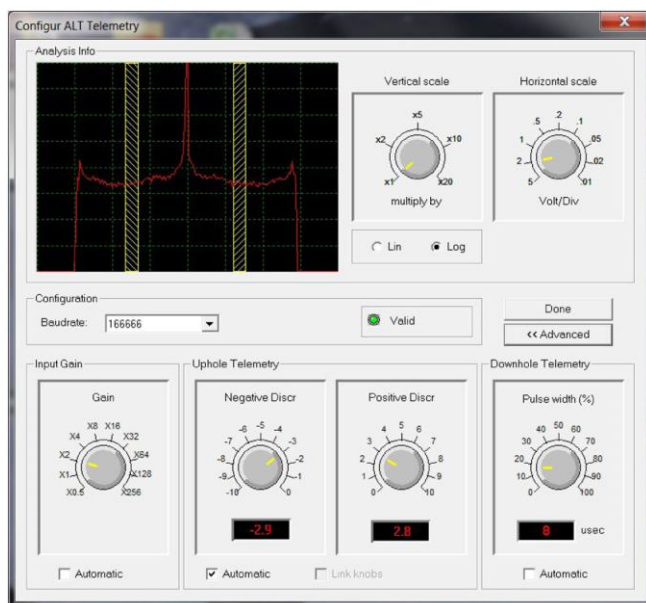 Configur ALT Telemetry
Analysis Info
Vertical scale
x1
x2
x5
x10
x20
multiply by
Lin
Log
Horizontal scale
5
2
1
.5
.2
.1
.05
.02
.01
Volt/Div
Configuration
Baudrate:
166666
Valid
Done
<< Advanced
Input Gain
Gain
X0.5
X1
X2
X4
X8
X16
X32
X64
X128
X256
Automatic
Uphole Telemetry
Negative Discr
-10
-9
-8
-7
-6
-5
-4
-3
-2
-1
0
-2.9
Automatic
Positive Discr
0
1
2
3
4
5
6
7
8
9
10
2.8
Link knobs
Downhole Telemetry
Pulse width (%)
0
10
20
30
40
50
60
70
80
90
100
8
usec
Automatic